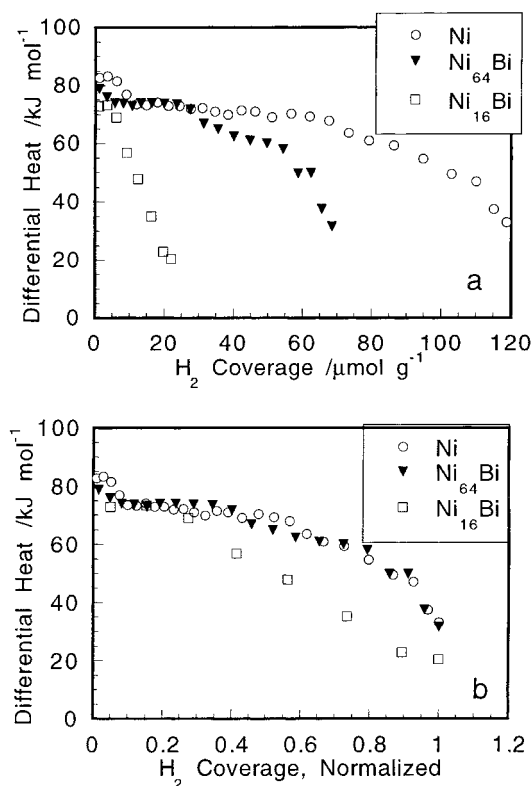 100
80
60
40
20
0
Differential Heat /kJ mol⁻¹
○ Ni
▼ Ni₆₄Bi
□ Ni₁₆Bi
a
0 20 40 60 80 100 120
H₂ Coverage /μmol g⁻¹
100
80
60
40
20
0
Differential Heat /kJ mol⁻¹
○ Ni
▼ Ni₆₄Bi
□ Ni₁₆Bi
b
0 0.2 0.4 0.6 0.8 1 1.2
H₂ Coverage, Normalized